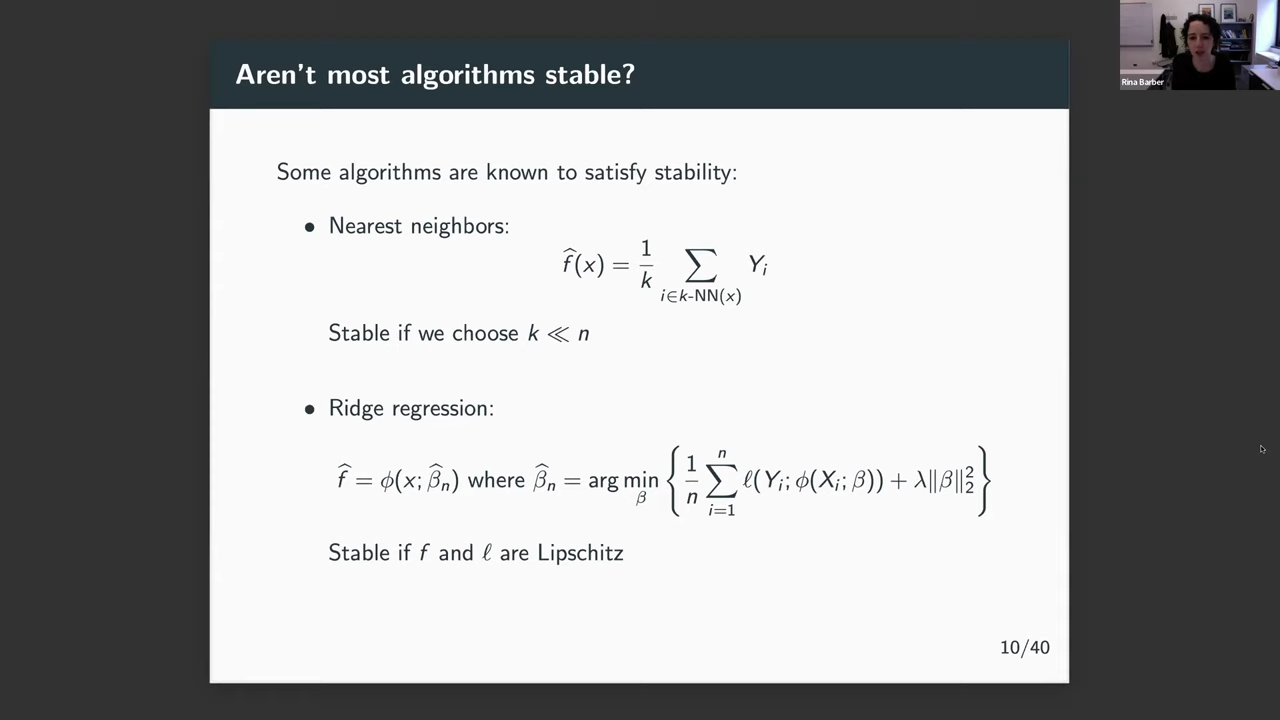 Aren't most algorithms stable?
Rina Barber
Some algorithms are known to satisfy stability:
• Nearest neighbors:
f̂(x) = 1/k ∑_{i∈k-NN(x)} Y_i
Stable if we choose k ≪ n
• Ridge regression:
f̂ = ϕ(x; β̂_n) where β̂_n = arg min_β { 1/n ∑_{i=1}^{n} ℓ(Y_i; ϕ(X_i; β)) + λ‖β‖_2^2 }
Stable if f and ℓ are Lipschitz
10/40